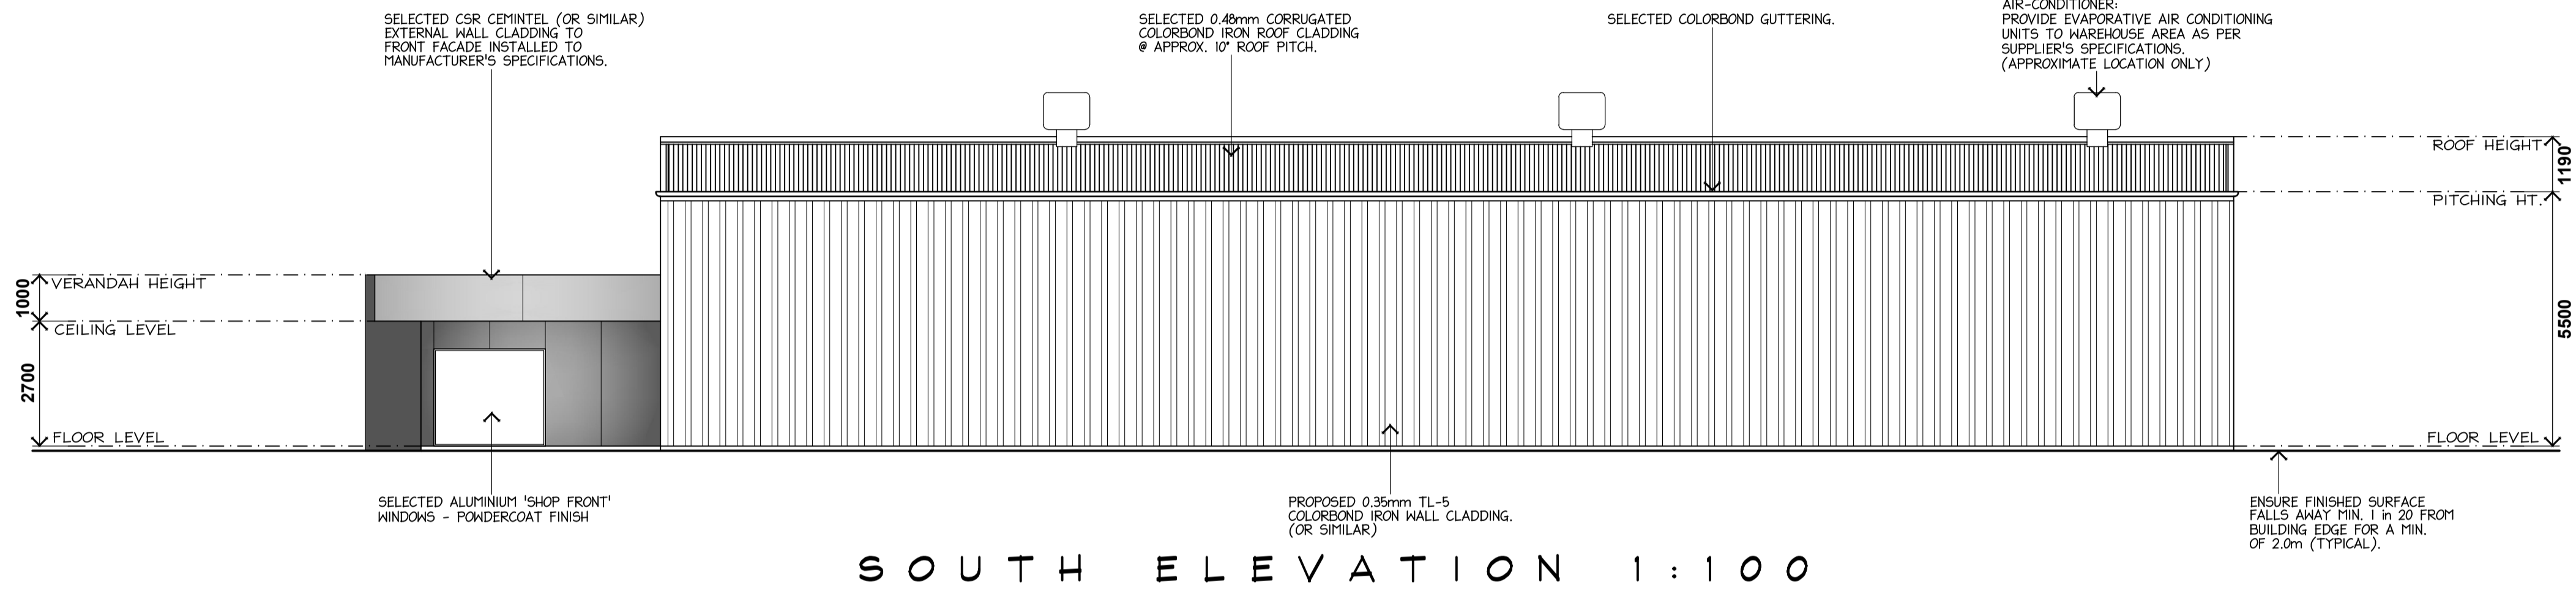 SELECTED CSR CEMINTEL (OR SIMILAR)
EXTERNAL WALL CLADDING TO
FRONT FACADE INSTALLED TO
MANUFACTURER'S SPECIFICATIONS.
SELECTED 0.48mm CORRUGATED
COLORBOND IRON ROOF CLADDING
@ APPROX. 10° ROOF PITCH.
SELECTED COLORBOND GUTTERING.
AIR-CONDITIONER:
PROVIDE EVAPORATIVE AIR CONDITIONING
UNITS TO WAREHOUSE AREA AS PER
SUPPLIER'S SPECIFICATIONS.
(APPROXIMATE LOCATION ONLY)
ROOF HEIGHT
1190
PITCHING HT.
5500
FLOOR LEVEL
1000
VERANDAH HEIGHT
CEILING LEVEL
2700
FLOOR LEVEL
SELECTED ALUMINIUM 'SHOP FRONT'
WINDOWS - POWDERCOAT FINISH
PROPOSED 0.35mm TL-5
COLORBOND IRON WALL CLADDING.
(OR SIMILAR)
ENSURE FINISHED SURFACE
FALLS AWAY MIN. 1 in 20 FROM
BUILDING EDGE FOR A MIN.
OF 2.0m (TYPICAL).
SOUTH ELEVATION 1:100